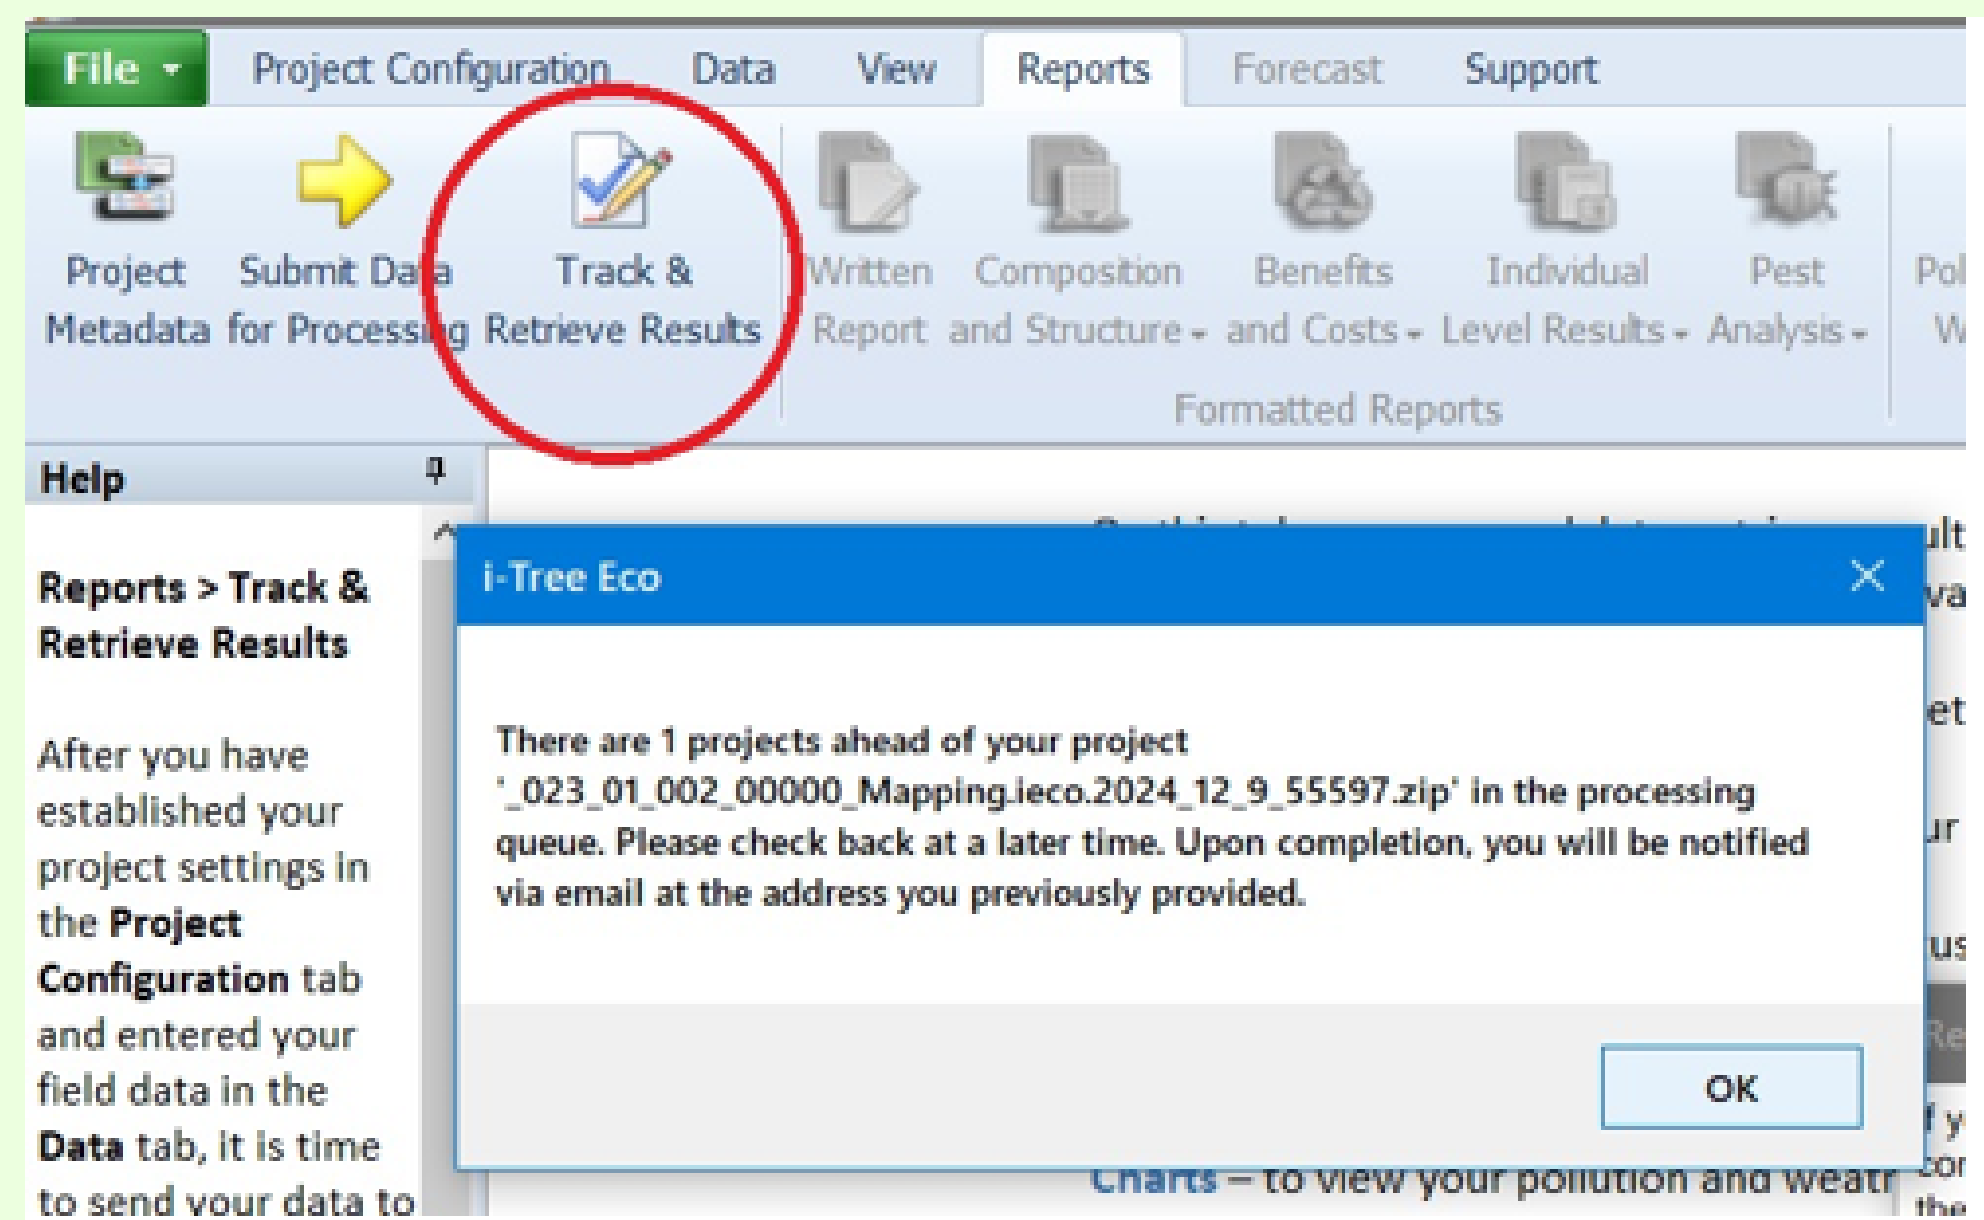 File
Project Configuration
Data
View
Reports
Forecast
Support
Project
Metadata
Submit Data
for Processing
Track &
Retrieve Results
Written
Report
Composition
and Structure
Benefits
and Costs
Individual
Level Results
Pest
Analysis
Formatted Reports
Help
Reports > Track &
Retrieve Results
After you have
established your
project settings in
the Project
Configuration tab
and entered your
field data in the
Data tab, it is time
to send your data to
i-Tree Eco
There are 1 projects ahead of your project
'_023_01_002_00000_Mapping.ieco.2024_12_9_55597.zip' in the processing
queue. Please check back at a later time. Upon completion, you will be notified
via email at the address you previously provided.
OK
Charts – to view your pollution and weath